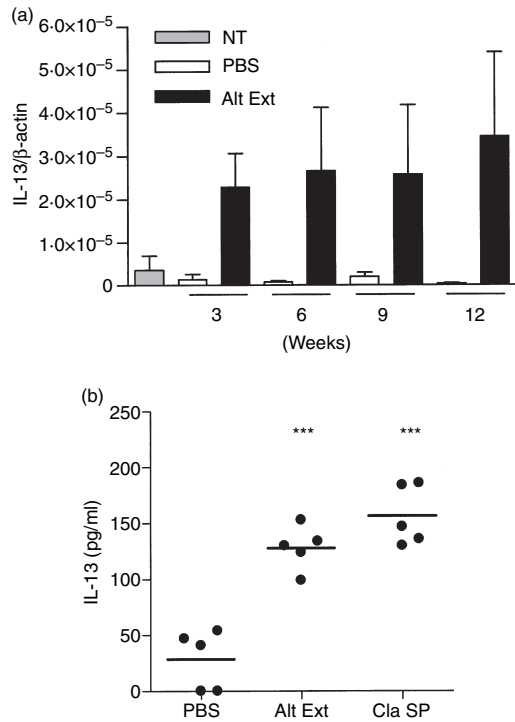 (a)
6·0×10-5
5·0×10-5
4·0×10-5
3·0×10-5
2·0×10-5
1·0×10-5
0
IL-13/β-actin
NT
PBS
Alt Ext
3 6 9 12
(Weeks)
(b)
250
200
150
100
50
0
IL-13 (pg/ml)
*** ***
PBS Alt Ext Cla SP